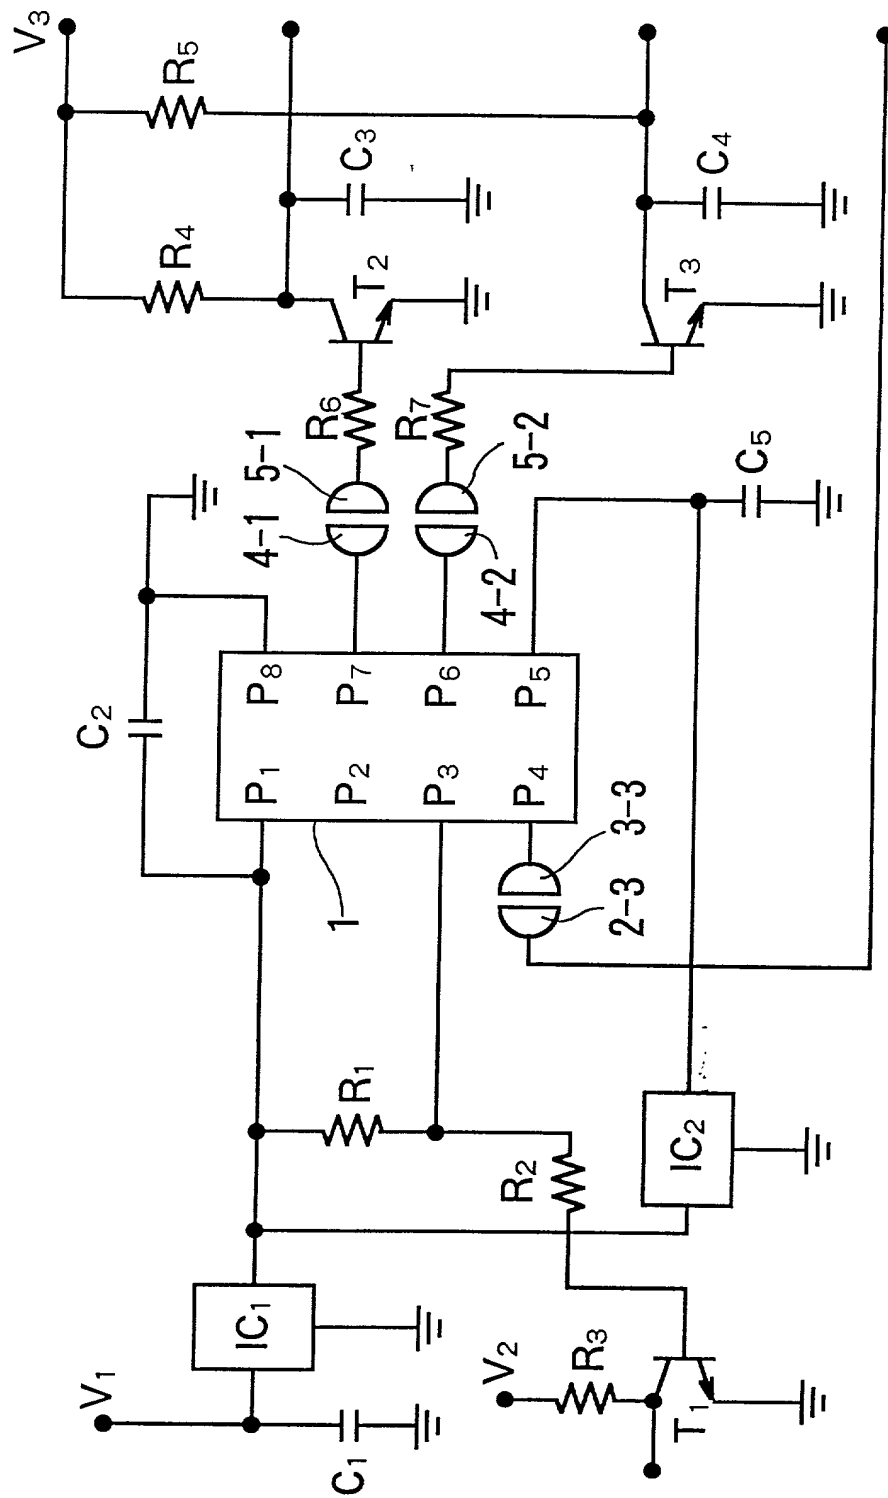 V1
C1
IC1
V2
R3
T1
R1
R2
IC2
C2
1
P1
P2
P3
P4
P8
P7
P6
P5
2-3
3-3
4-1
5-1
4-2
5-2
R6
R7
C5
R4
T2
C3
R5
V3
T3
C4